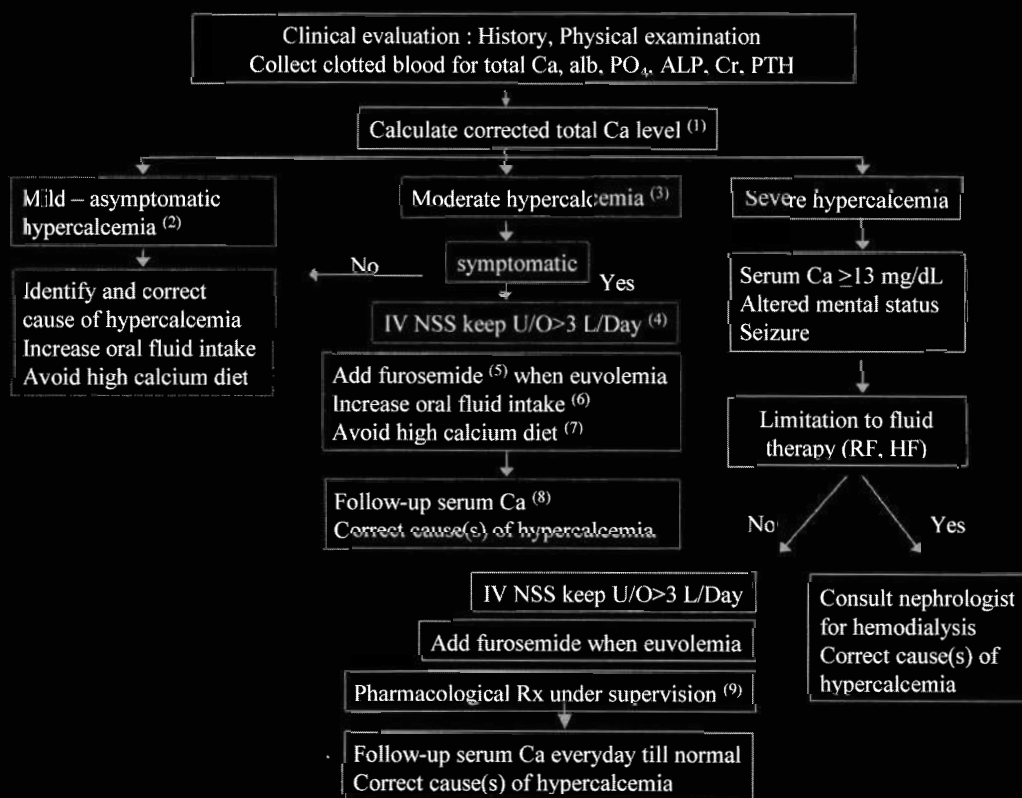 Clinical evaluation : History, Physical examination
Collect clotted blood for total Ca, alb, PO₄, ALP, Cr, PTH
Calculate corrected total Ca level ⁽¹⁾
Mild – asymptomatic
hypercalcemia ⁽²⁾
Moderate hypercalcemia ⁽³⁾
Severe hypercalcemia
Identify and correct
cause of hypercalcemia
Increase oral fluid intake
Avoid high calcium diet
No
symptomatic
Yes
IV NSS keep U/O>3 L/Day ⁽⁴⁾
Add furosemide ⁽⁵⁾ when euvolemia
Increase oral fluid intake ⁽⁶⁾
Avoid high calcium diet ⁽⁷⁾
Follow-up serum Ca ⁽⁸⁾
Correct cause(s) of hypercalcemia
Serum Ca ≥13 mg/dL
Altered mental status
Seizure
Limitation to fluid
therapy (RF, HF)
No
Yes
IV NSS keep U/O>3 L/Day
Add furosemide when euvolemia
Pharmacological Rx under supervision ⁽⁹⁾
Follow-up serum Ca everyday till normal
Correct cause(s) of hypercalcemia
Consult nephrologist
for hemodialysis
Correct cause(s) of
hypercalcemia